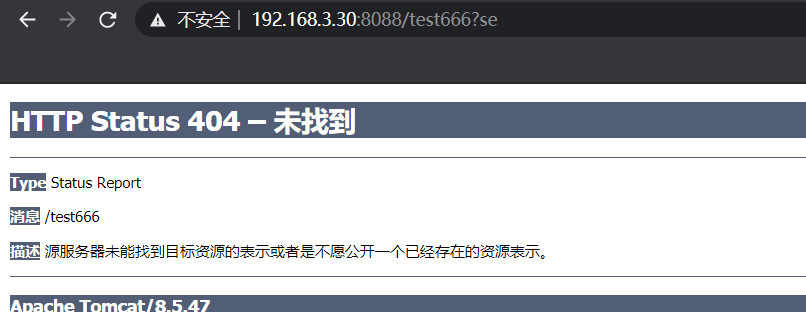 不安全 | 192.168.3.30:8088/test666?se
HTTP Status 404 – 未找到
Type Status Report
消息 /test666
描述 源服务器未能找到目标资源的表示或者是不愿公开一个已经存在的资源表示。
Apache Tomcat/8.5.47